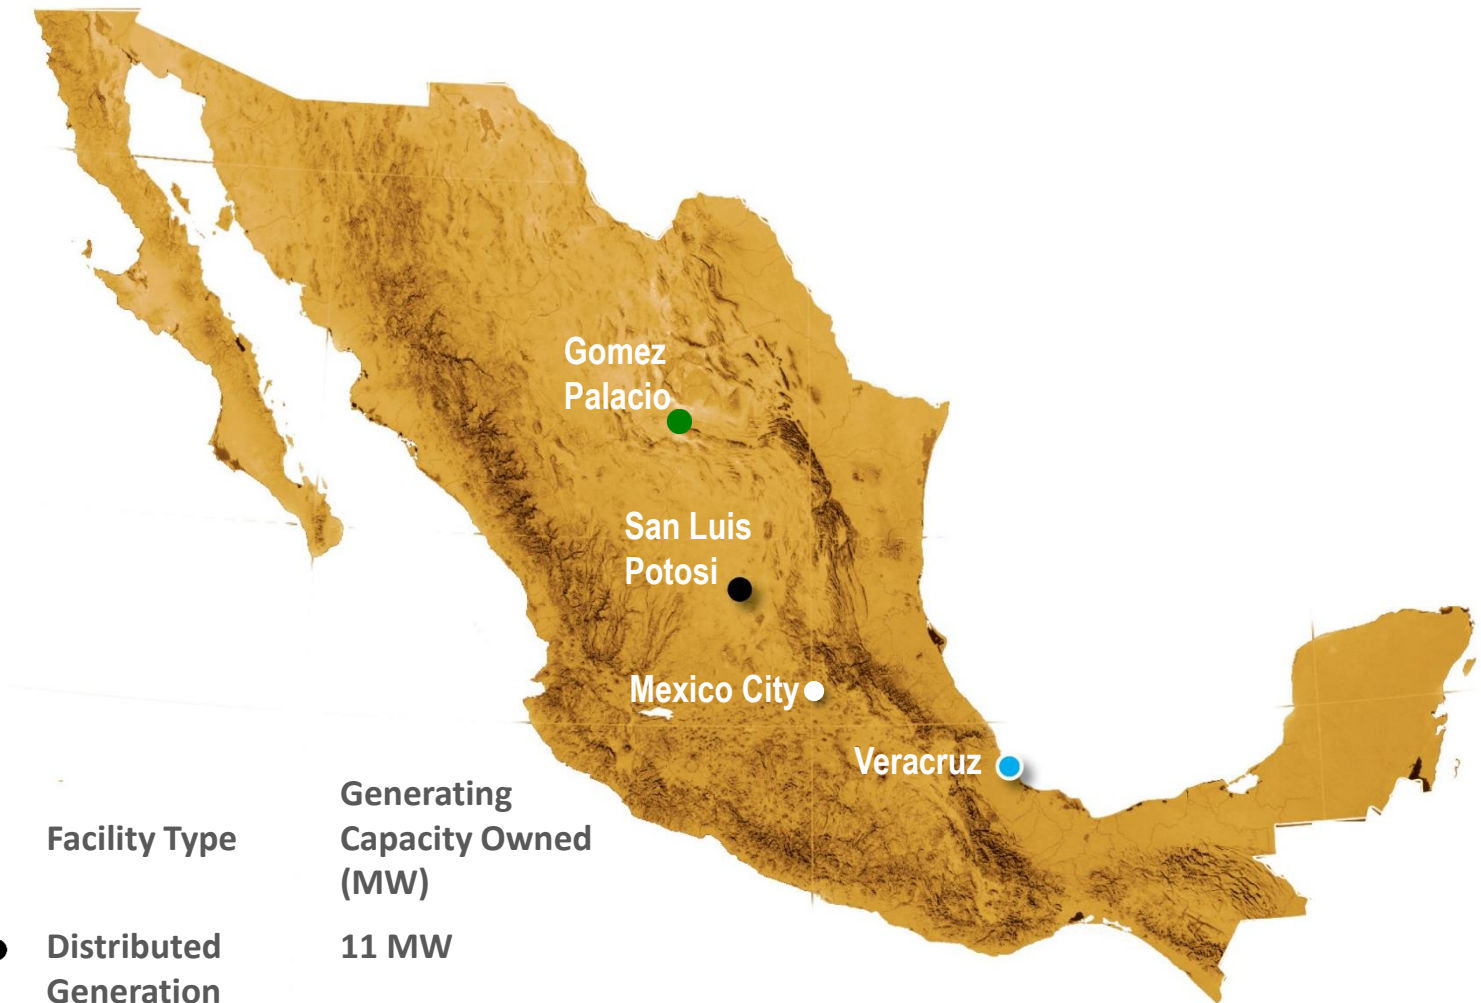 Gomez
Palacio
San Luis
Potosi
Mexico City
Veracruz
Facility Type
Generating
Capacity Owned
(MW)
Distributed
Generation
11 MW